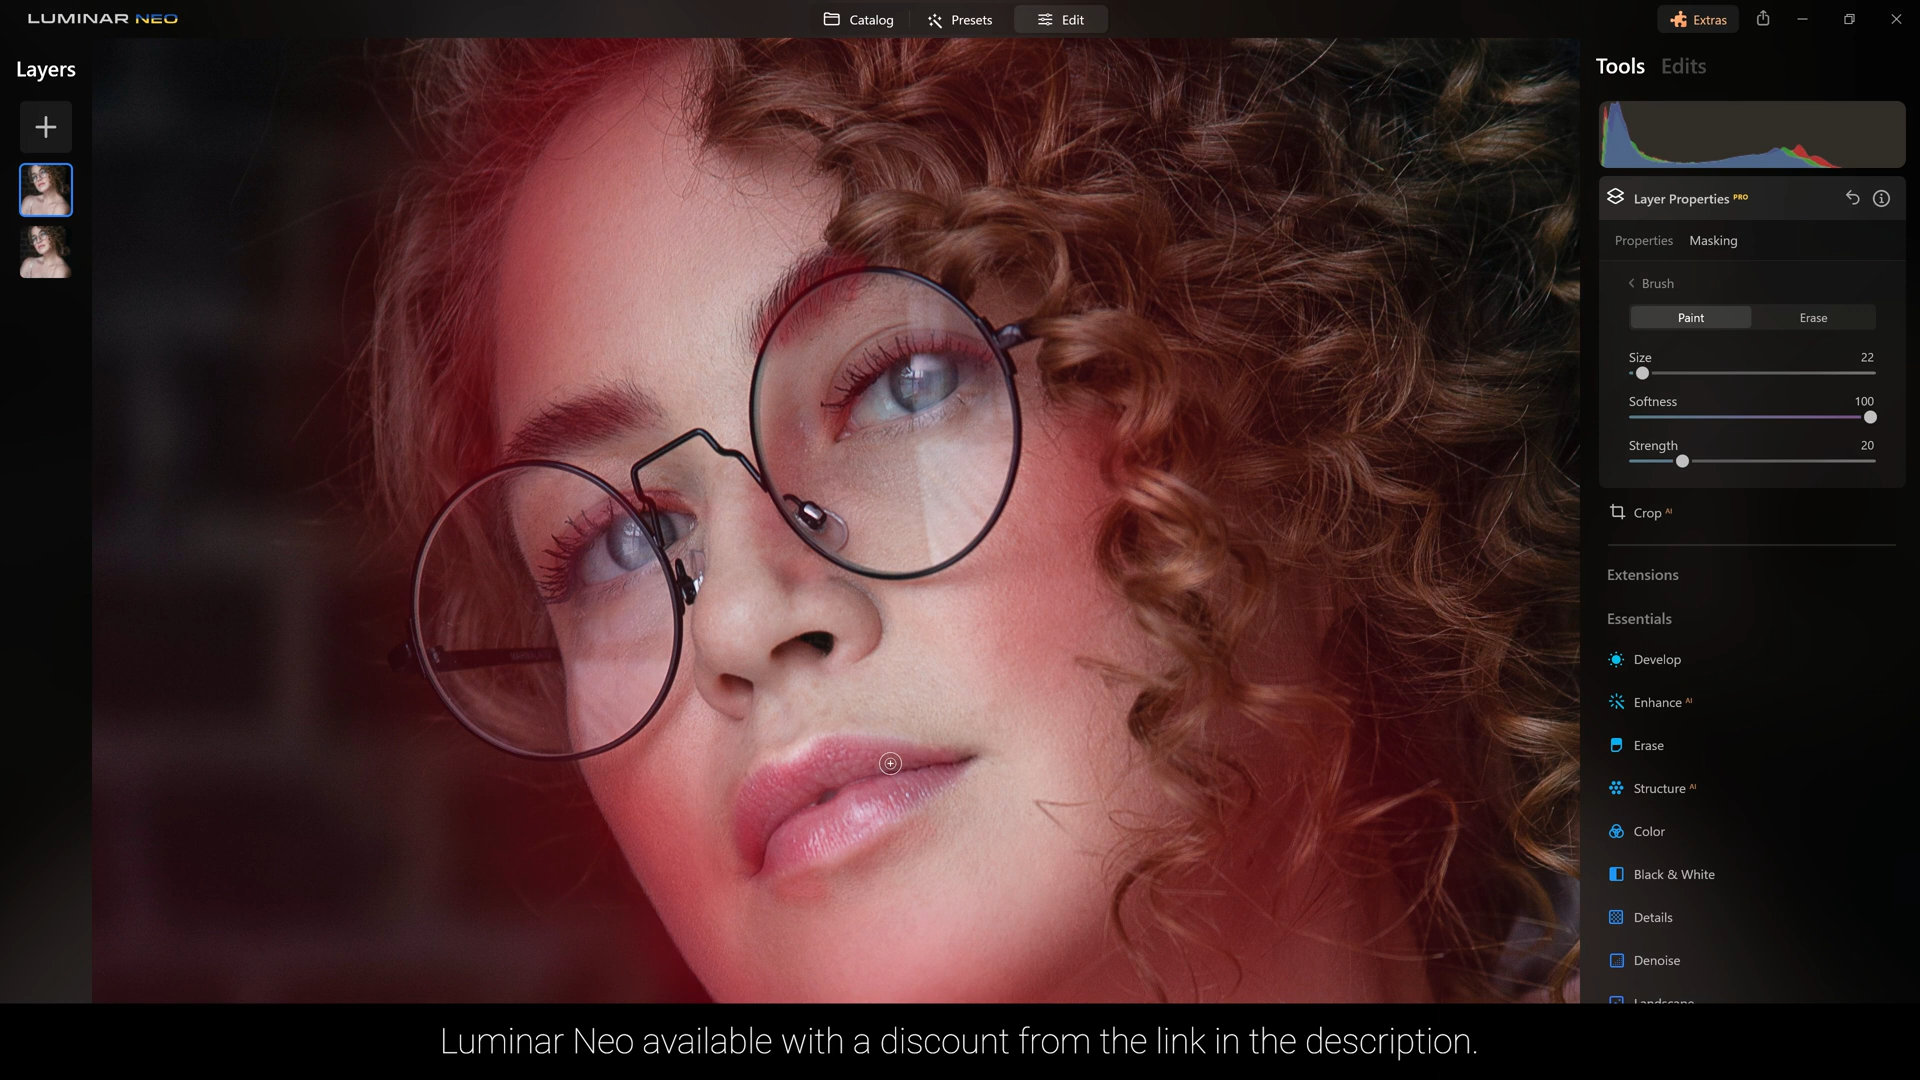 LUMINAR NEO
Catalog
Presets
Edit
Extras
Layers
Tools Edits
Layer Properties PRO
Properties Masking
Brush
Paint Erase
Size 22
Softness 100
Strength 20
Crop AI
Extensions
Essentials
Develop
Enhance AI
Erase
Structure AI
Color
Black & White
Details
Denoise
Landscape
Luminar Neo available with a discount from the link in the description.